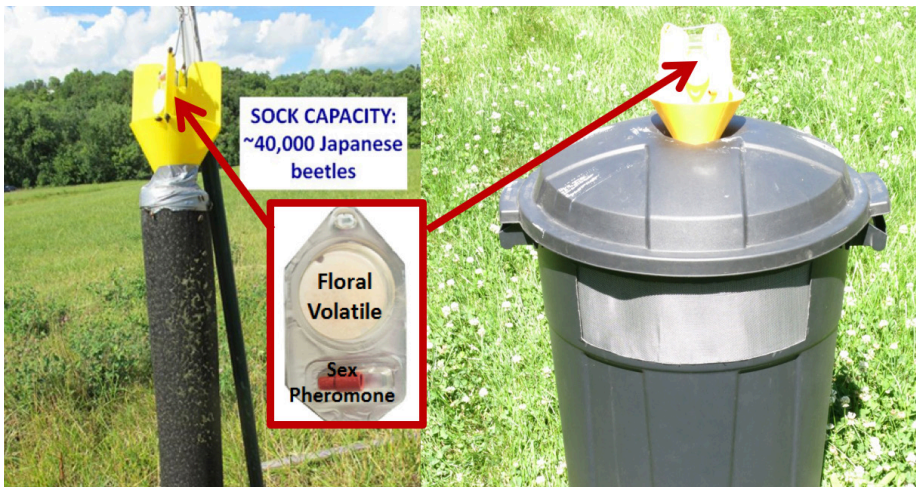 SOCK CAPACITY:
~40,000 Japanese
beetles
Floral
Volatile
Sex
Pheromone